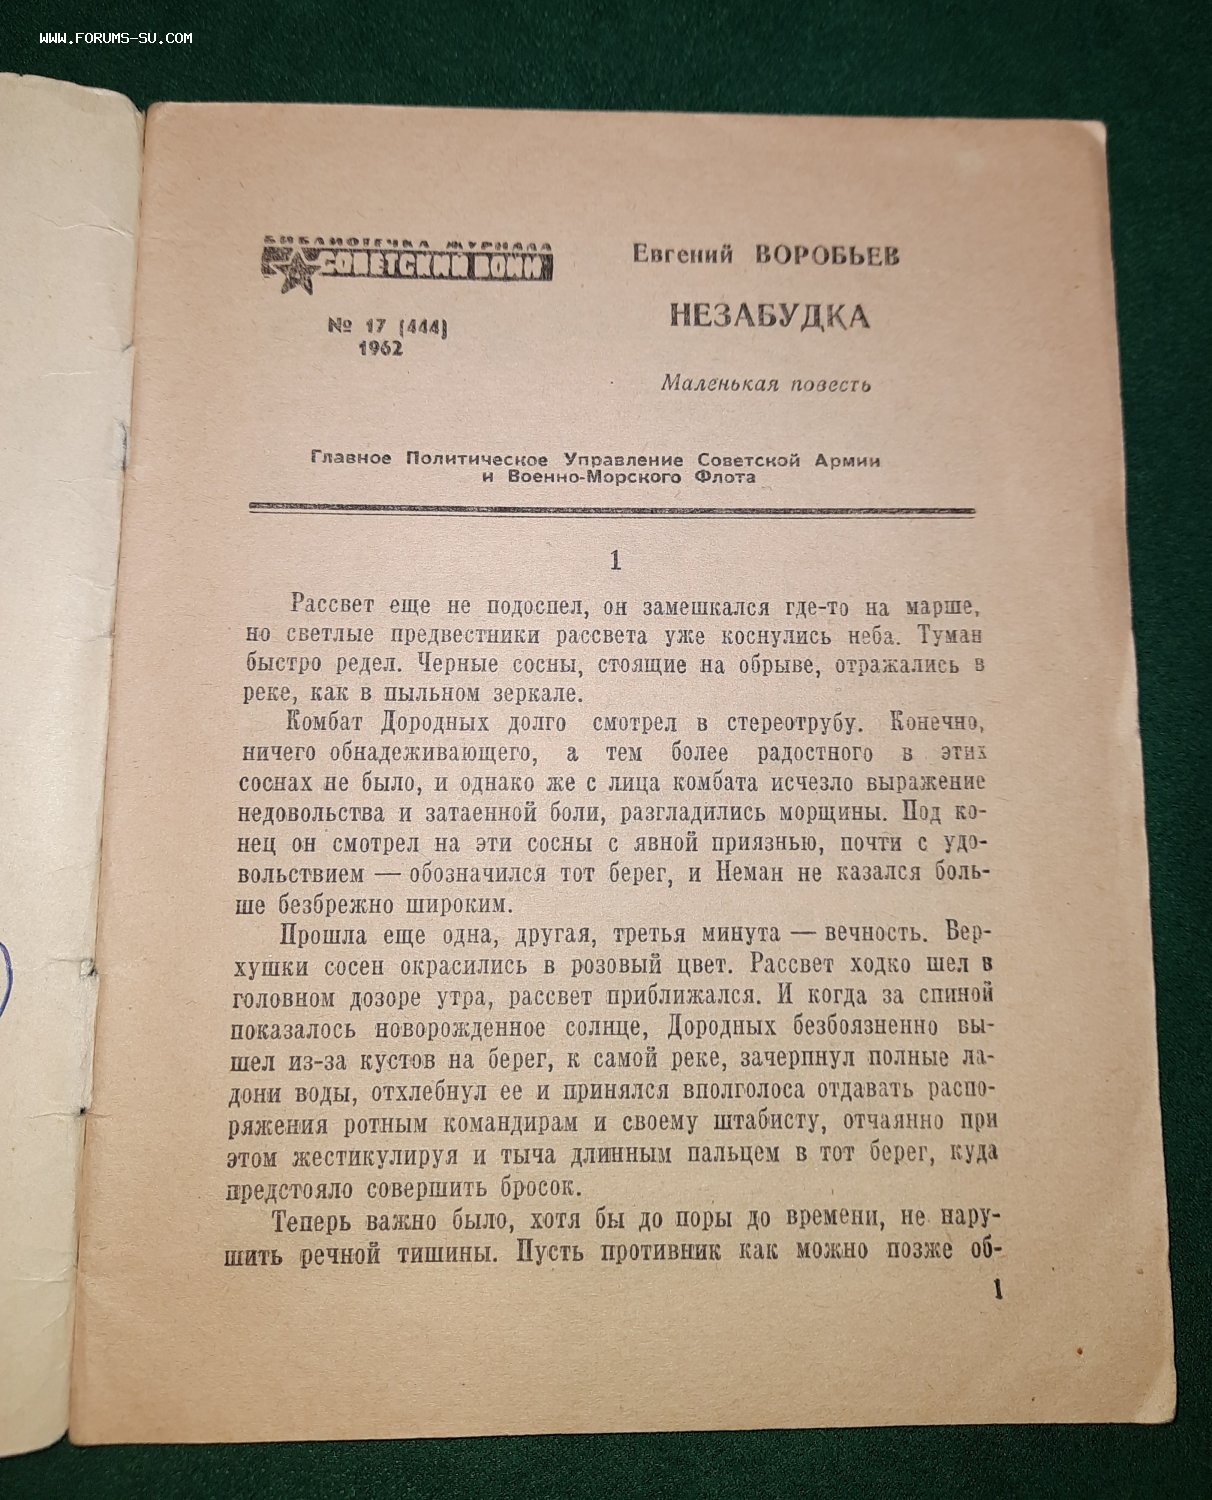 WWW.FORUMS-SU.COM
БИБЛИОТЕЧКА ЖУРНАЛА
СОВЕТСКИЙ ВОИН
№ 17 (444)
1962
Евгений ВОРОБЬЕВ
НЕЗАБУДКА
Маленькая повесть
Главное Политическое Управление Советской Армии
и Военно-Морского Флота
1
Рассвет еще не подоспел, он замешкался где-то на марше,
но светлые предвестники рассвета уже коснулись неба. Туман
быстро редел. Черные сосны, стоящие на обрыве, отражались в
реке, как в пыльном зеркале.
Комбат Дородных долго смотрел в стереотрубу. Конечно,
ничего обнадеживающего, а тем более радостного в этих
соснах не было, и однако же с лица комбата исчезло выражение
недовольства и затаенной боли, разгладились морщины. Под ко-
нец он смотрел на эти сосны с явной приязнью, почти с удо-
вольствием — обозначился тот берег, и Неман не казался боль-
ше безбрежно широким.
Прошла еще одна, другая, третья минута — вечность. Вер-
хушки сосен окрасились в розовый цвет. Рассвет ходко шел в
головном дозоре утра, рассвет приближался. И когда за спиной
показалось новорожденное солнце, Дородных безбоязненно вы-
шел из-за кустов на берег, к самой реке, зачерпнул полные ла-
дони воды, отхлебнул ее и принялся вполголоса отдавать распо-
ряжения ротным командирам и своему штабисту, отчаянно при
этом жестикулируя и тыча длинным пальцем в тот берег, куда
предстояло совершить бросок.
Теперь важно было, хотя бы до поры до времени, не нару-
шить речной тишины. Пусть противник как можно позже об-
1